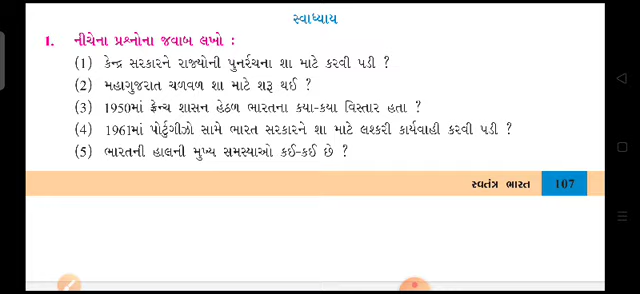 સ્વાધ્યાય
1. નીચેના પ્રશ્નોના જવાબ લખો :
(1) કેન્દ્ર સરકારને રાજ્યોની પુનર્રચના શા માટે કરવી પડી ?
(2) મહાગુજરાત ચળવળ શા માટે શરૂ થઈ ?
(3) 1950માં ફ્રેન્ચ શાસન હેઠળ ભારતના કયા-કયા વિસ્તાર હતા ?
(4) 1961માં પોર્ટુગીઝો સામે ભારત સરકારને શા માટે લશ્કરી કાર્યવાહી કરવી પડી ?
(5) ભારતની હાલની મુખ્ય સમસ્યાઓ કઈ-કઈ છે ?
સ્વતંત્ર ભારત 107